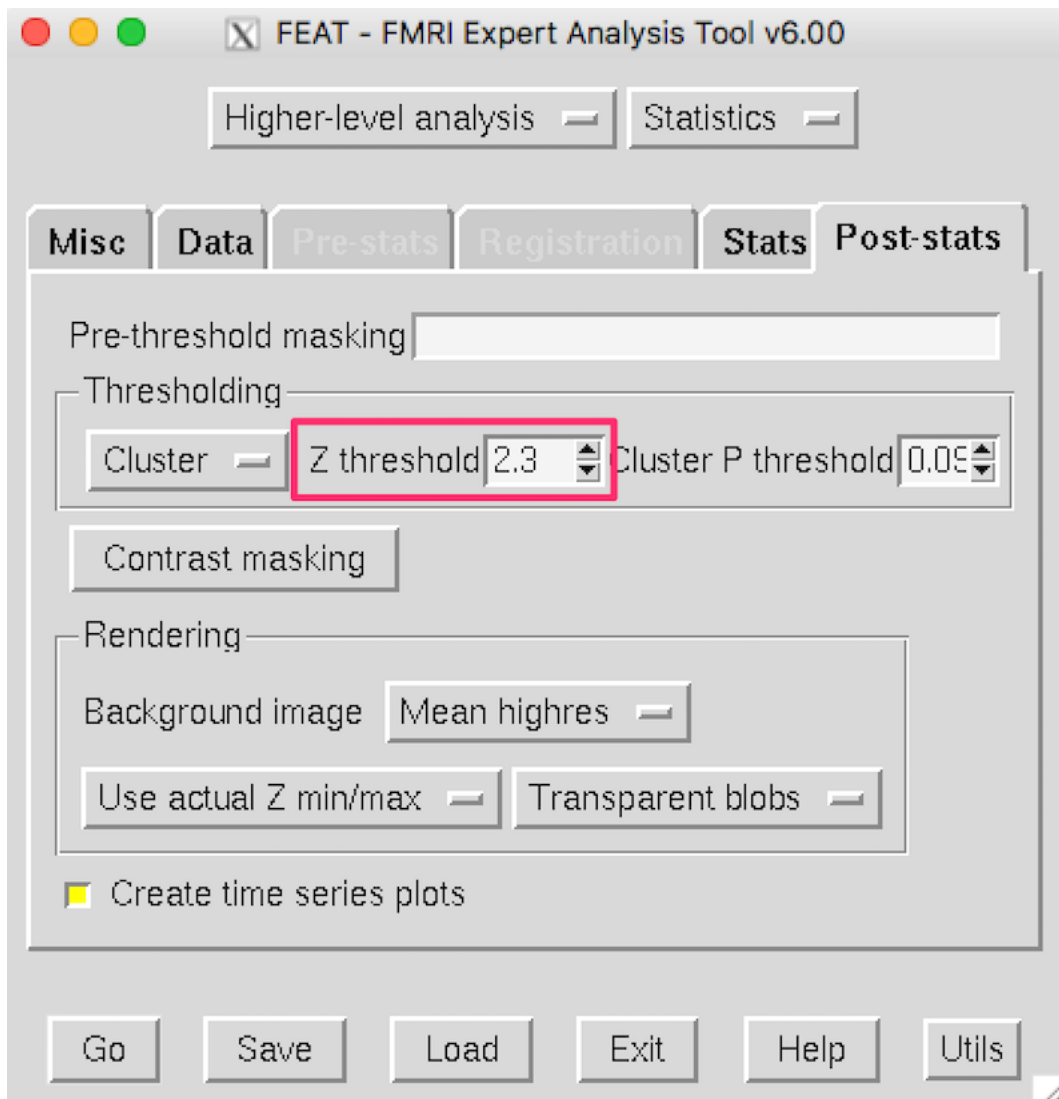 FEAT - FMRI Expert Analysis Tool v6.00
Higher-level analysis Statistics
Misc Data Pre-stats Registration Stats Post-stats
Pre-threshold masking
Thresholding
Cluster Z threshold 2.3 Cluster P threshold
Contrast masking
Rendering
Background image Mean highres
Use actual Z min/max Transparent blobs
Create time series plots
Go Save Load Exit Help Utils